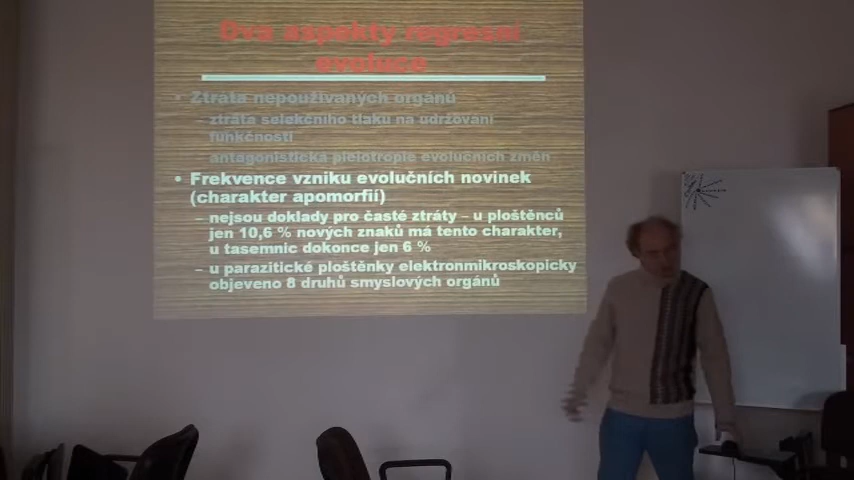 Dva aspekty regresní
evoluce
• Ztráta nepoužívaných orgánů
– ztráta selekčního tlaku na udržování
funkčnosti
– antagonistická pleiotropie evolučních změn
• Frekvence vzniku evolučních novinek
(charakter apomorfií)
– nejsou doklady pro časté ztráty – u ploštěnců
jen 10,6 % nových znaků má tento charakter,
u tasemnic dokonce jen 6 %
– u parazitické ploštěnky elektronmikroskopicky
objeveno 8 druhů smyslových orgánů